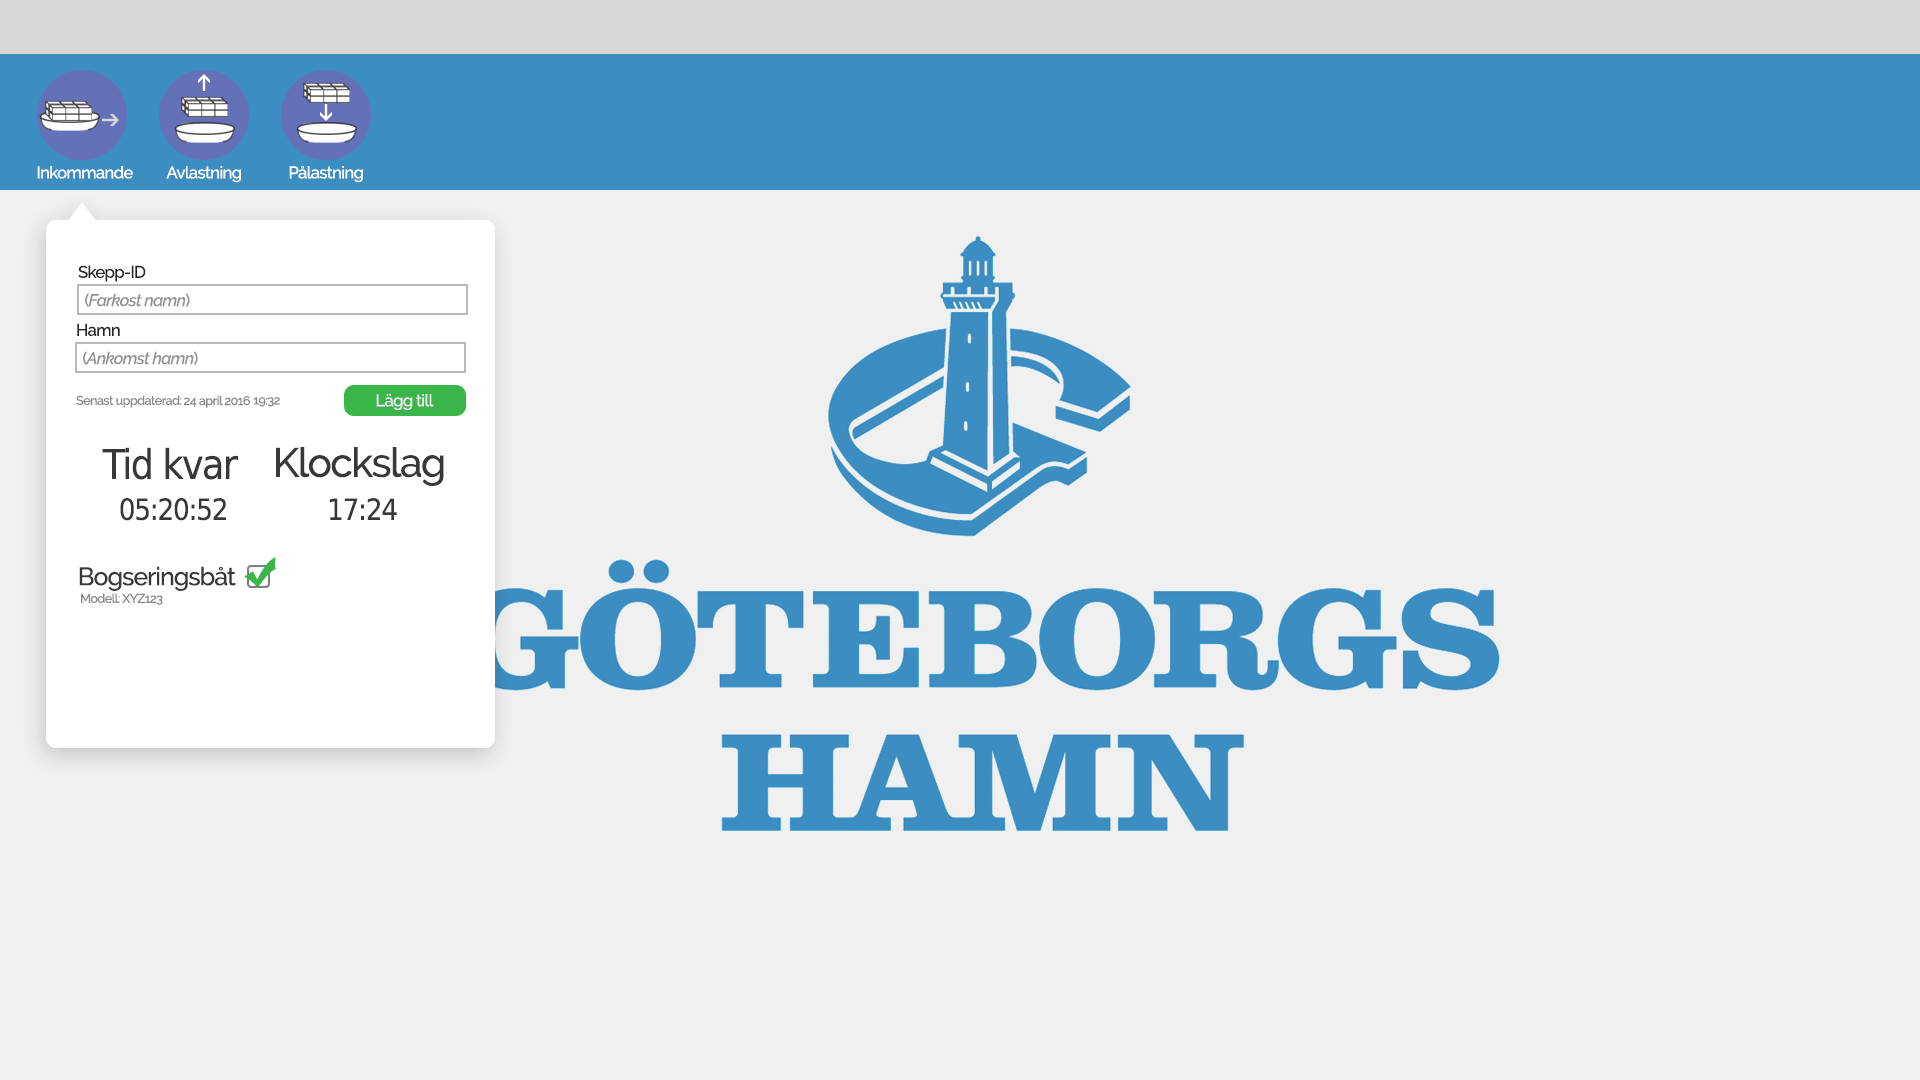 Inkommande
Avlastning
Pålastning
Skepp-ID
(Farkost namn)
Hamn
(Ankomst hamn)
Senast uppdaterad: 24 april 2016 19:32
Lägg till
Tid kvar
Klockslag
05:20:52
17:24
Bogseringsbåt
Modell: XYZ123
GÖTEBORGS
HAMN